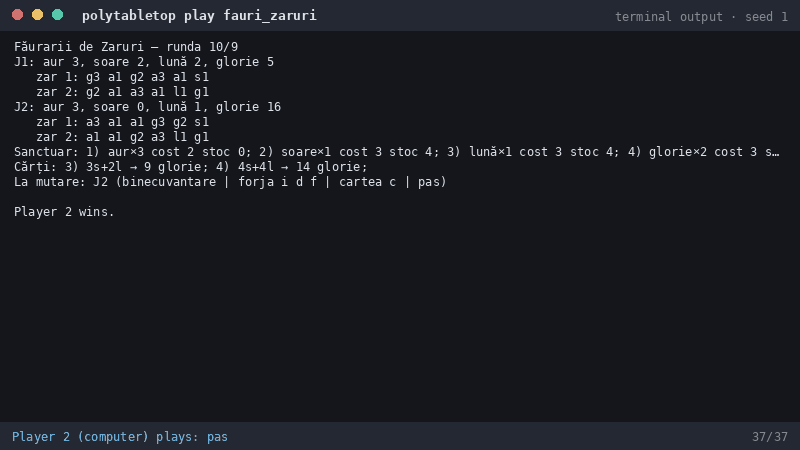 polytabletop play fauri_zaruri
terminal output · seed 1
Făurarii de Zaruri — runda 10/9
J1: aur 3, soare 2, lună 2, glorie 5
zar 1: g3 a1 g2 a3 a1 s1
zar 2: g2 a1 a3 a1 l1 g1
J2: aur 3, soare 0, lună 1, glorie 16
zar 1: a3 a1 a1 g3 g2 s1
zar 2: a1 a1 g2 a3 l1 g1
Sanctuar: 1) aur×3 cost 2 stoc 0; 2) soare×1 cost 3 stoc 4; 3) lună×1 cost 3 stoc 4; 4) glorie×2 cost 3 s…
Cărți: 3) 3s+2l → 9 glorie; 4) 4s+4l → 14 glorie;
La mutare: J2 (binecuvantare | forja i d f | cartea c | pas)
Player 2 wins.
Player 2 (computer) plays: pas
37/37